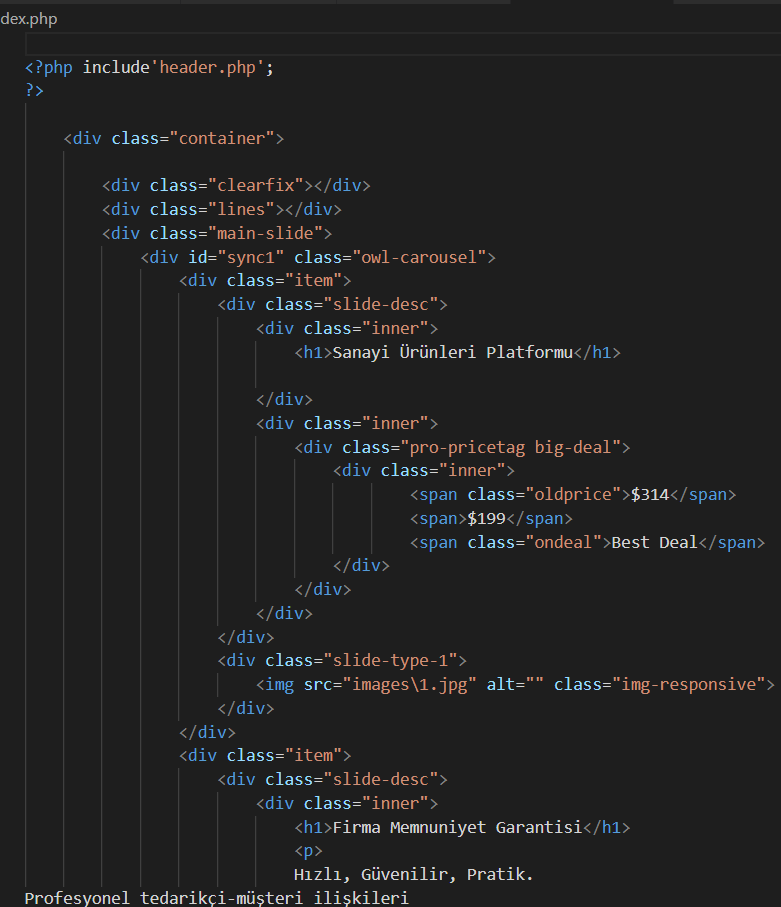 dex.php
<?php include'header.php';
?>
<div class="container">
<div class="clearfix"></div>
<div class="lines"></div>
<div class="main-slide">
<div id="sync1" class="owl-carousel">
<div class="item">
<div class="slide-desc">
<div class="inner">
<h1>Sanayi Ürünleri Platformu</h1>
</div>
<div class="inner">
<div class="pro-pricetag big-deal">
<div class="inner">
<span class="oldprice">$314</span>
<span>$199</span>
<span class="ondeal">Best Deal</span>
</div>
</div>
</div>
</div>
<div class="slide-type-1">
<img src="images\1.jpg" alt="" class="img-responsive">
</div>
</div>
<div class="item">
<div class="slide-desc">
<div class="inner">
<h1>Firma Memnuniyet Garantisi</h1>
<p>
Hızlı, Güvenilir, Pratik.
Profesyonel tedarikçi-müşteri ilişkileri